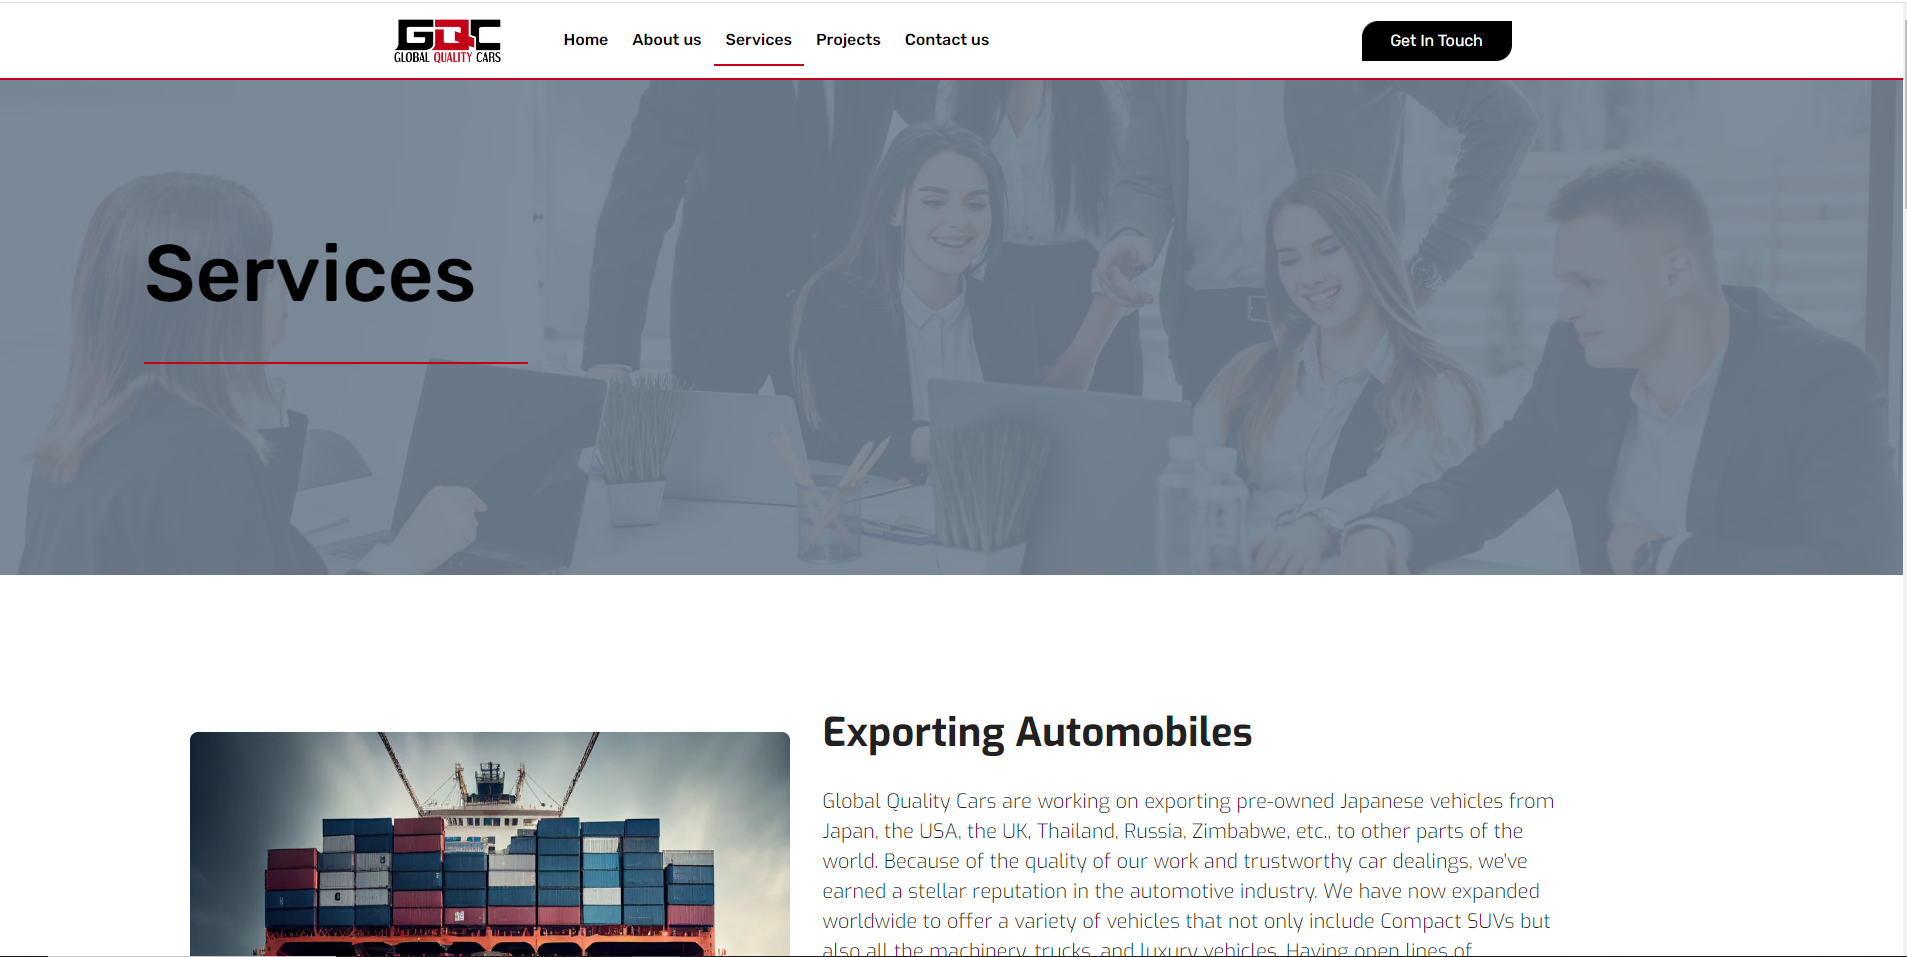 GQC
GLOBAL QUALITY CARS
Home About us Services Projects Contact us
Get In Touch
Services
Exporting Automobiles
Global Quality Cars are working on exporting pre-owned Japanese vehicles from
Japan, the USA, the UK, Thailand, Russia, Zimbabwe, etc., to other parts of the
world. Because of the quality of our work and trustworthy car dealings, we've
earned a stellar reputation in the automotive industry. We have now expanded
worldwide to offer a variety of vehicles that not only include Compact SUVs but
also all the machinery, trucks, and luxury vehicles. Having open lines of